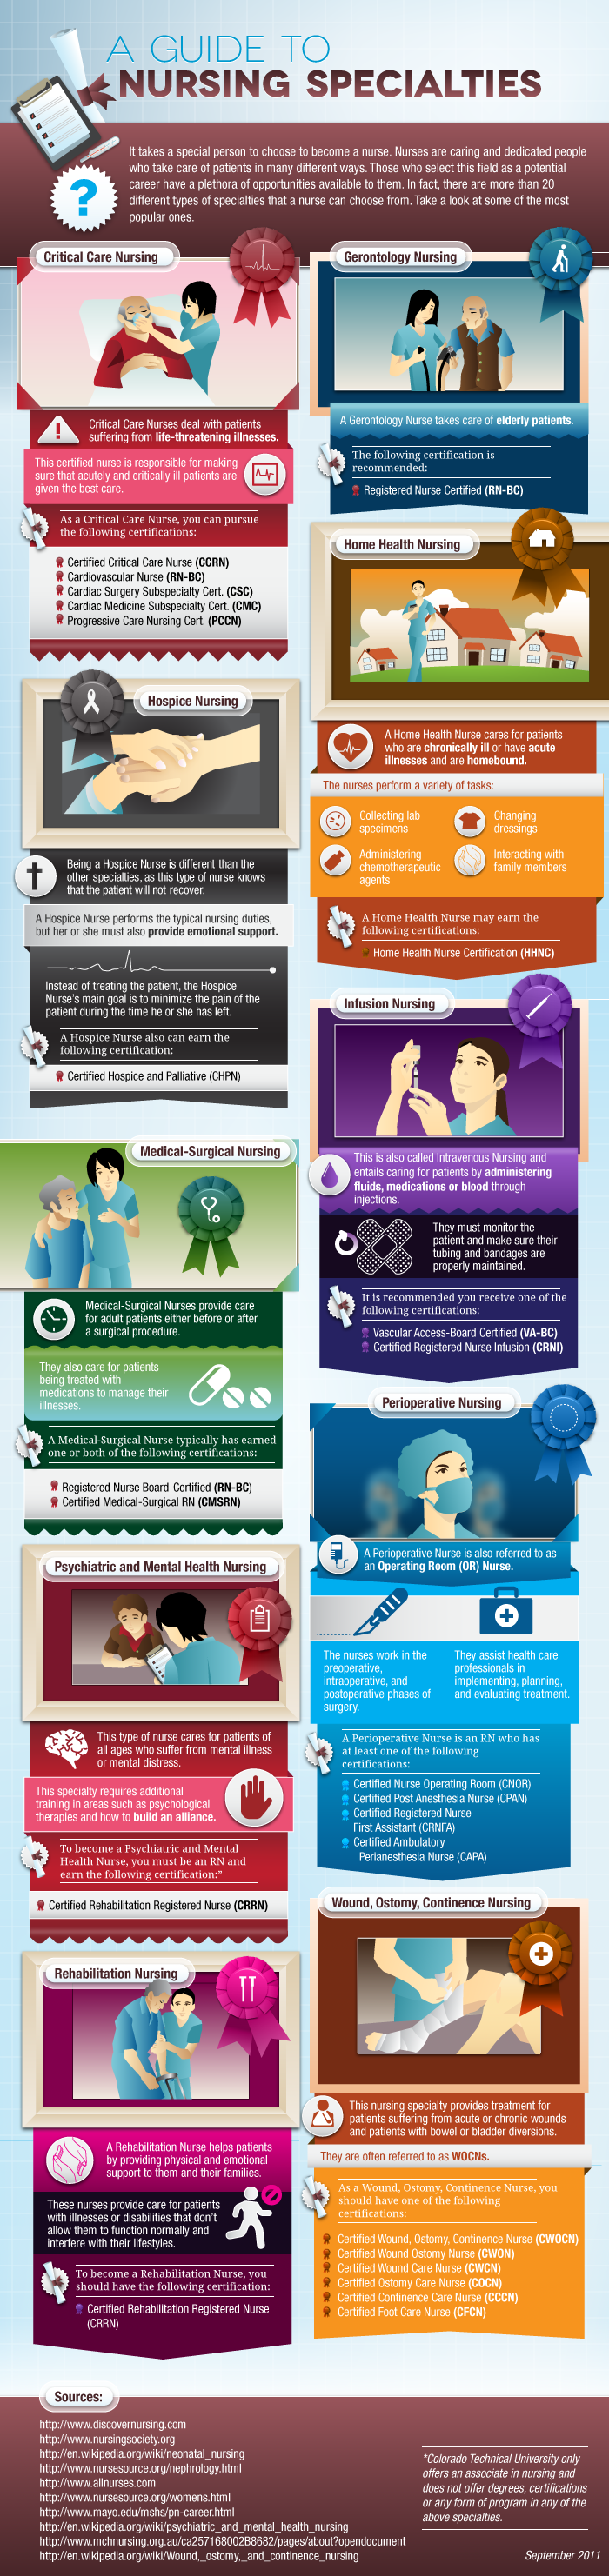 A GUIDE TO
NURSING SPECIALTIES
It takes a special person to choose to become a nurse. Nurses are caring and dedicated people
who take care of patients in many different ways. Those who select this field as a potential
career have a plethora of opportunities available to them. In fact, there are more than 20
different types of specialties that a nurse can choose from. Take a look at some of the most
popular ones.
?
Critical Care Nursing
Critical Care Nurses deal with patients
suffering from life-threatening illnesses.
This certified nurse is responsible for making
sure that acutely and critically ill patients are
given the best care.
As a Critical Care Nurse, you can pursue
the following certifications:
Certified Critical Care Nurse (CCRN)
Cardiovascular Nurse (RN-BC)
Cardiac Surgery Subspecialty Cert. (CSC)
Cardiac Medicine Subspecialty Cert. (CMC)
Progressive Care Nursing Cert. (PCCN)
Hospice Nursing
Being a Hospice Nurse is different than the
other specialties, as this type of nurse knows
that the patient will not recover.
A Hospice Nurse performs the typical nursing duties,
but her or she must also provide emotional support.
Instead of treating the patient, the Hospice
Nurse's main goal is to minimize the pain of the
patient during the time he or she has left.
A Hospice Nurse also can earn the
following certification:
Certified Hospice and Palliative (CHPN)
Medical-Surgical Nursing
Medical-Surgical Nurses provide care
for adult patients either before or after
a surgical procedure.
They also care for patients
being treated with
medications to manage their
illnesses.
A Medical-Surgical Nurse typically has earned
one or both of the following certifications:
Registered Nurse Board-Certified (RN-BC)
Certified Medical-Surgical RN (CMSRN)
Psychiatric and Mental Health Nursing
This type of nurse cares for patients of
all ages who suffer from mental illness
or mental distress.
This specialty requires additional
training in areas such as psychological
therapies and how to build an alliance.
To become a Psychiatric and Mental
Health Nurse, you must be an RN and
earn the following certification:"
Certified Rehabilitation Registered Nurse (CRRN)
Rehabilitation Nursing
A Rehabilitation Nurse helps patients
by providing physical and emotional
support to them and their families.
These nurses provide care for patients
with illnesses or disabilities that don't
allow them to function normally and
interfere with their lifestyles.
To become a Rehabilitation Nurse, you
should have the following certification:
Certified Rehabilitation Registered Nurse
(CRRN)
Gerontology Nursing
A Gerontology Nurse takes care of elderly patients.
The following certification is
recommended:
Registered Nurse Certified (RN-BC)
Home Health Nursing
A Home Health Nurse cares for patients
who are chronically ill or have acute
illnesses and are homebound.
The nurses perform a variety of tasks:
Collecting lab
specimens
Changing
dressings
Administering
chemotherapeutic
agents
Interacting with
family members
A Home Health Nurse may earn the
following certifications:
Home Health Nurse Certification (HHNC)
Infusion Nursing
This is also called Intravenous Nursing and
entails caring for patients by administering
fluids, medications or blood through
injections.
They must monitor the
patient and make sure their
tubing and bandages are
properly maintained.
It is recommended you receive one of the
following certifications:
Vascular Access-Board Certified (VA-BC)
Certified Registered Nurse Infusion (CRNI)
Perioperative Nursing
A Perioperative Nurse is also referred to as
an Operating Room (OR) Nurse.
The nurses work in the
preoperative,
intraoperative, and
postoperative phases of
surgery.
They assist health care
professionals in
implementing, planning,
and evaluating treatment.
A Perioperative Nurse is an RN who has
at least one of the following
certifications:
Certified Nurse Operating Room (CNOR)
Certified Post Anesthesia Nurse (CPAN)
Certified Registered Nurse
First Assistant (CRNFA)
Certified Ambulatory
Perianesthesia Nurse (CAPA)
Wound, Ostomy, Continence Nursing
This nursing specialty provides treatment for
patients suffering from acute or chronic wounds
and patients with bowel or bladder diversions.
They are often referred to as WOCNs.
As a Wound, Ostomy, Continence Nurse, you
should have one of the following
certifications:
Certified Wound, Ostomy, Continence Nurse (CWOCN)
Certified Wound Ostomy Nurse (CWON)
Certified Wound Care Nurse (CWCN)
Certified Ostomy Care Nurse (COCN)
Certified Continence Care Nurse (CCCN)
Certified Foot Care Nurse (CFCN)
Sources:
http://www.discovernursing.com
http://www.nursingsociety.org
http://en.wikipedia.org/wiki/neonatal_nursing
http://www.nursesource.org/nephrology.html
http://www.allnurses.com
http://www.nursesource.org/womens.html
http://www.mayo.edu/mshs/pn-career.html
http://en.wikipedia.org/wiki/psychiatric_and_mental_health_nursing
http://www.mchnursing.org.au/ca257168002B8682/pages/about?opendocument
http://en.wikipedia.org/wiki/Wound,_ostomy,_and_continence_nursing
*Colorado Technical University only
offers an associate in nursing and
does not offer degrees, certifications
or any form of program in any of the
above specialties.
September 2011